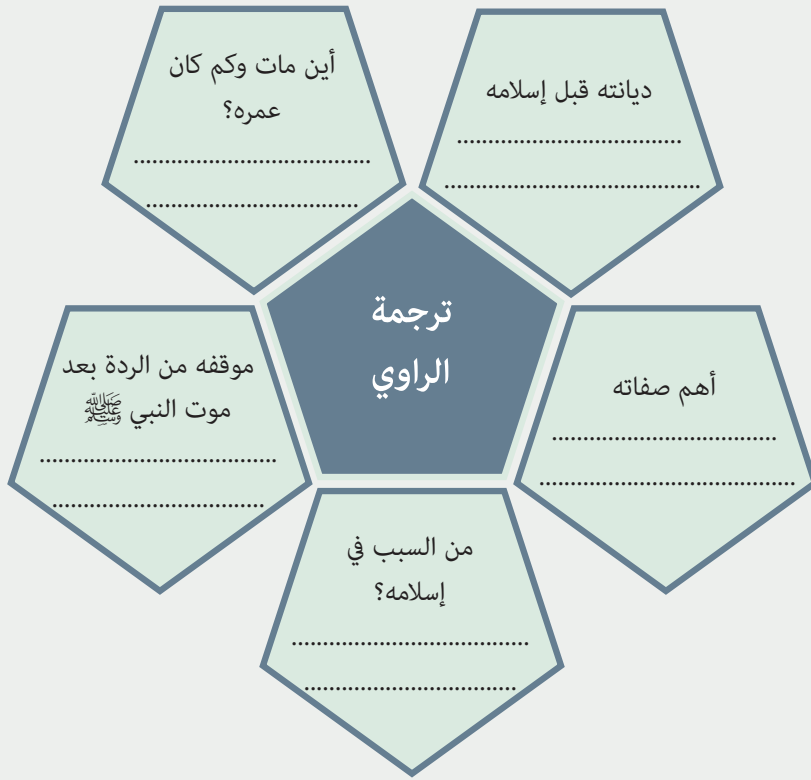 ترجمة
الراوي
ديانته قبل إسلامه
..............................
..................................
أهم صفاته
..............................
..................................
من السبب في
إسلامه؟
................................
............................
موقفه من الردة بعد
موت النبي ﷺ
................................
............................
أين مات وكم كان
عمره؟
................................
............................